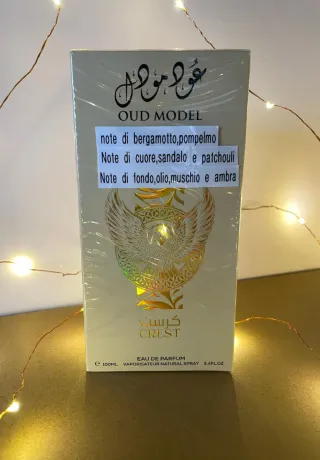 عود مودل
OUD MODEL
note di bergamotto,pompelmo
Note di cuore,sandalo e patchouli
Note di fondo,olio,muschio e ambra
كرست
CREST
EAU DE PARFUM
℮ 100ML VAPORISATEUR NATURAL SPRAY 3.4FL.OZ